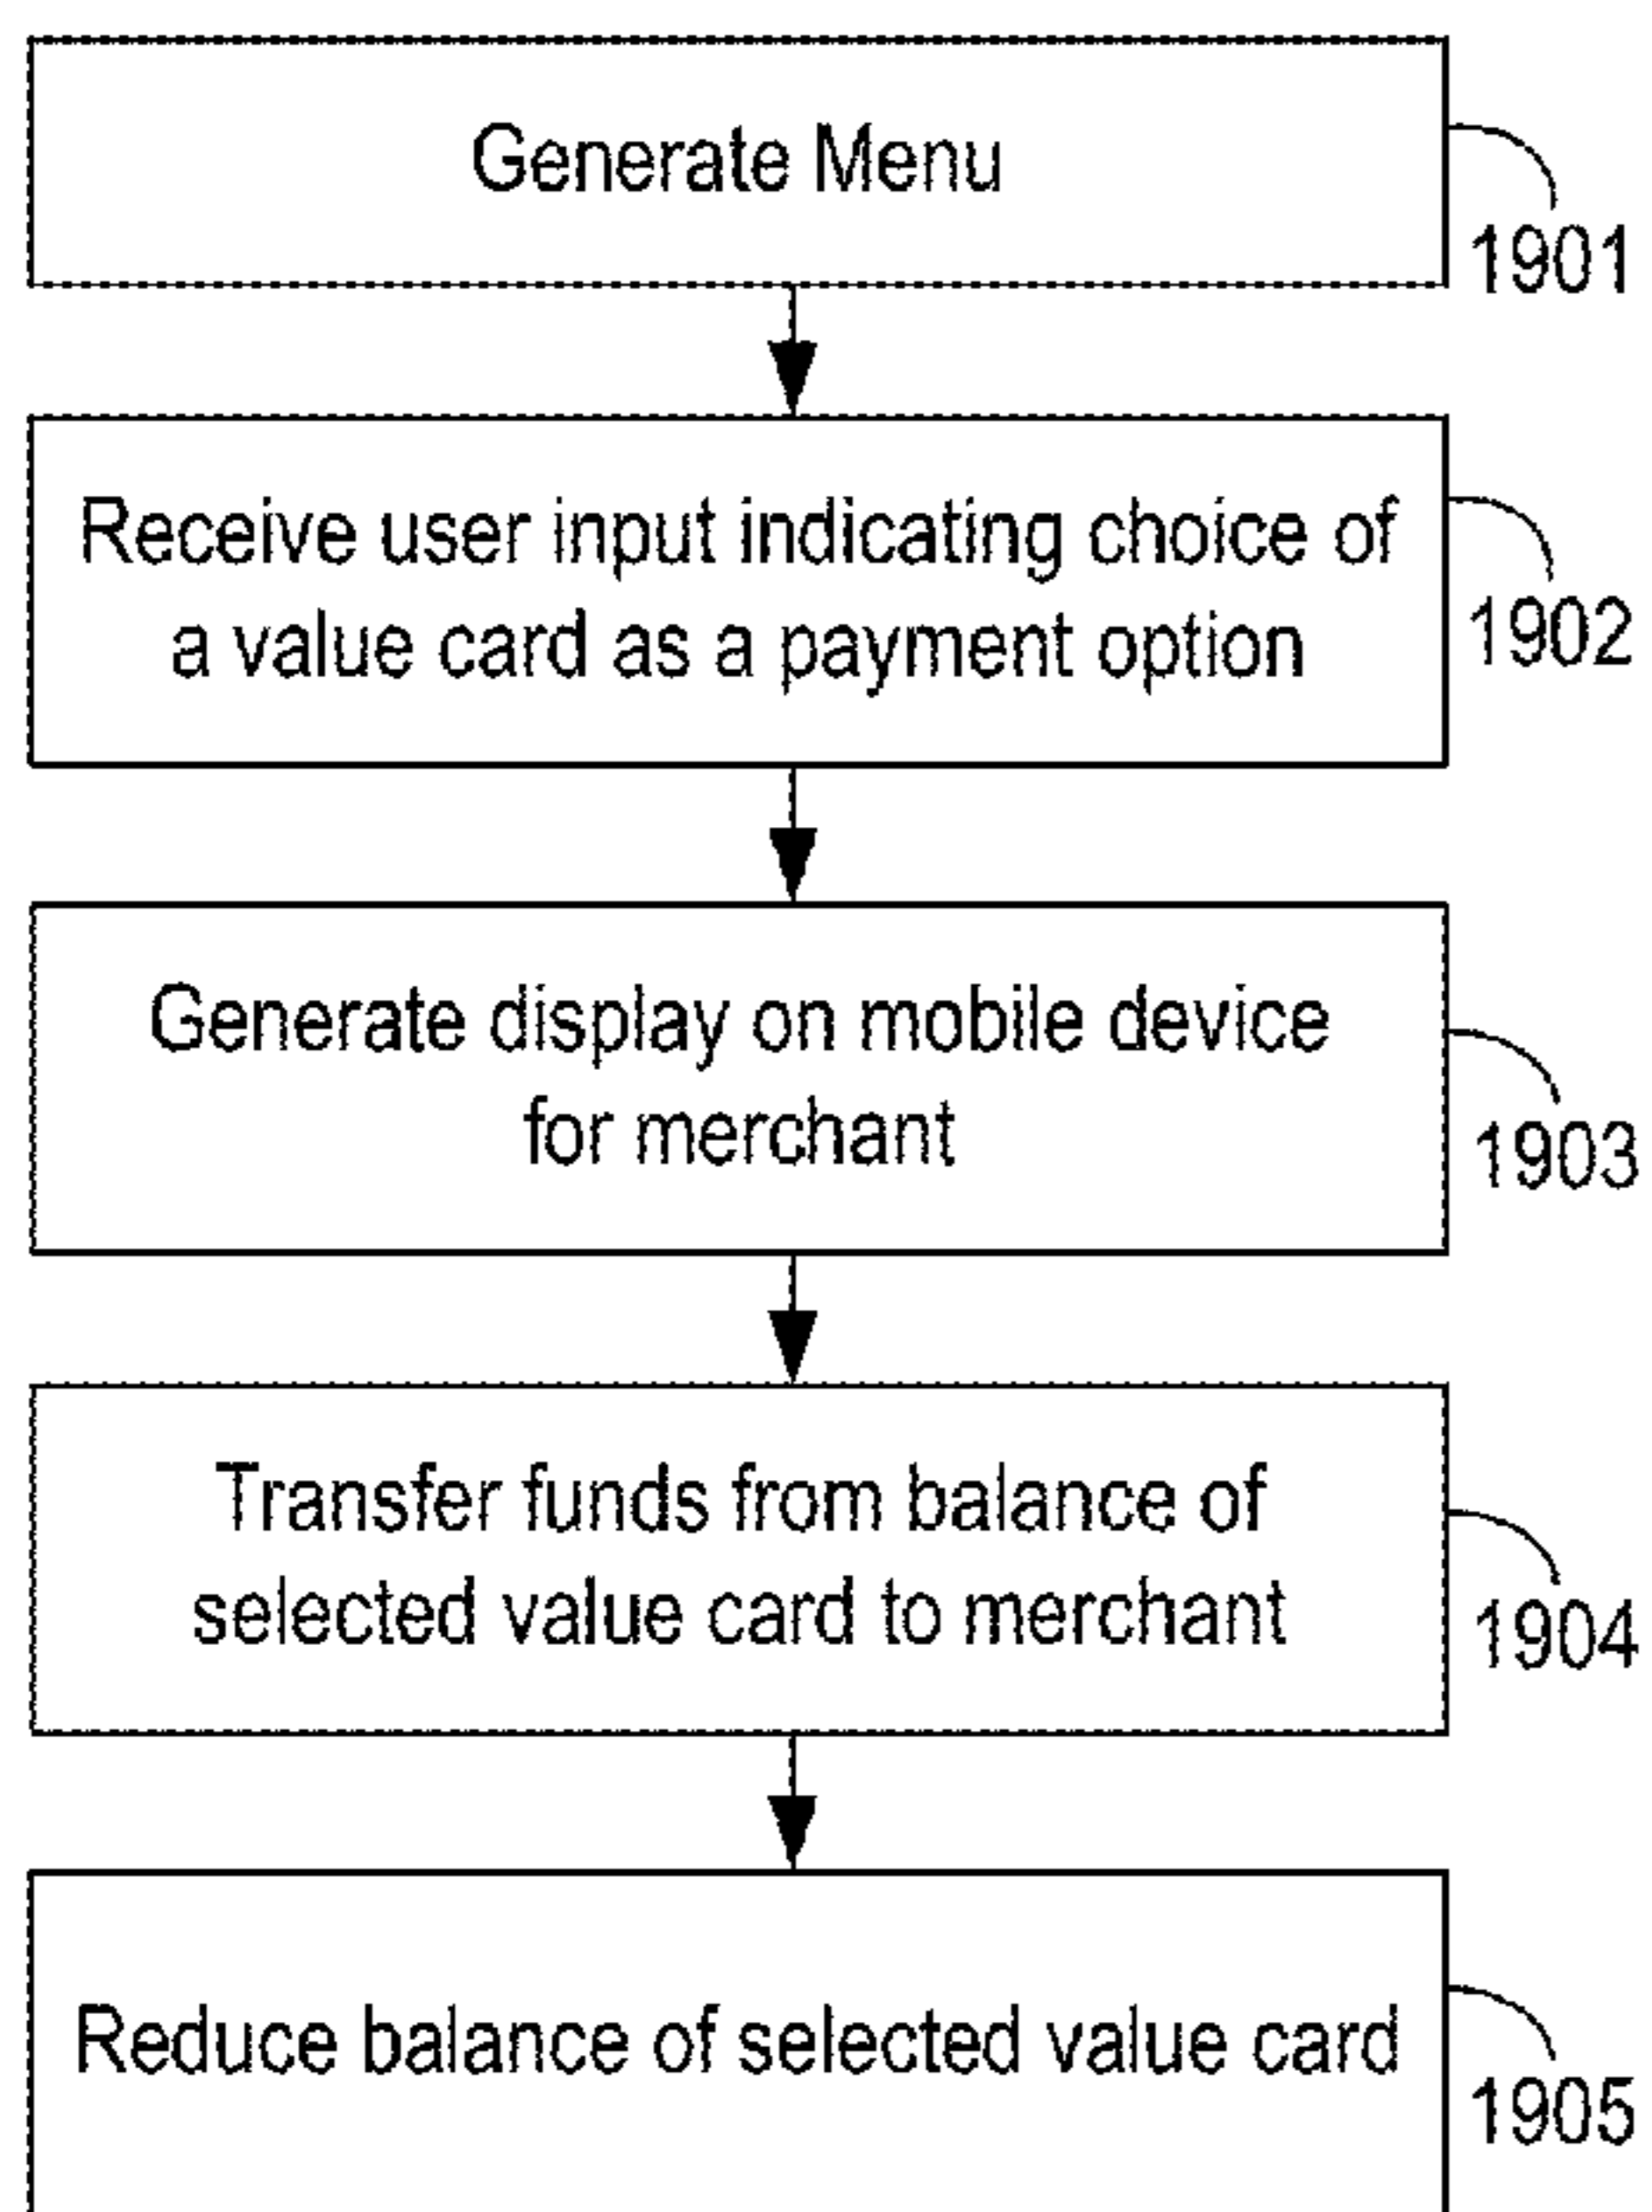 Generate Menu
1901
Receive user input indicating choice of
a value card as a payment option
1902
Generate display on mobile device
for merchant
1903
Transfer funds from balance of
selected value card to merchant
1904
Reduce balance of selected value card
1905